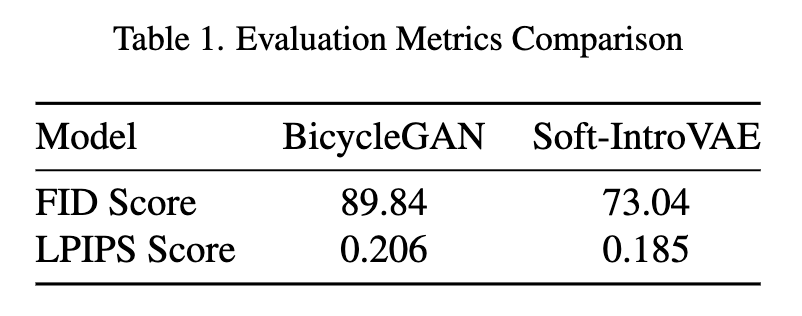 Table 1. Evaluation Metrics Comparison
Model BicycleGAN Soft-IntroVAE
FID Score 89.84 73.04
LPIPS Score 0.206 0.185